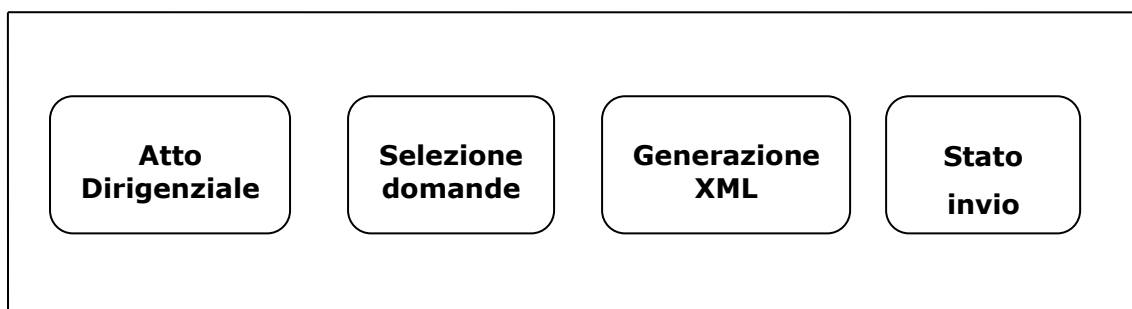 Atto
Dirigenziale
Selezione
domande
Generazione
XML
Stato
invio